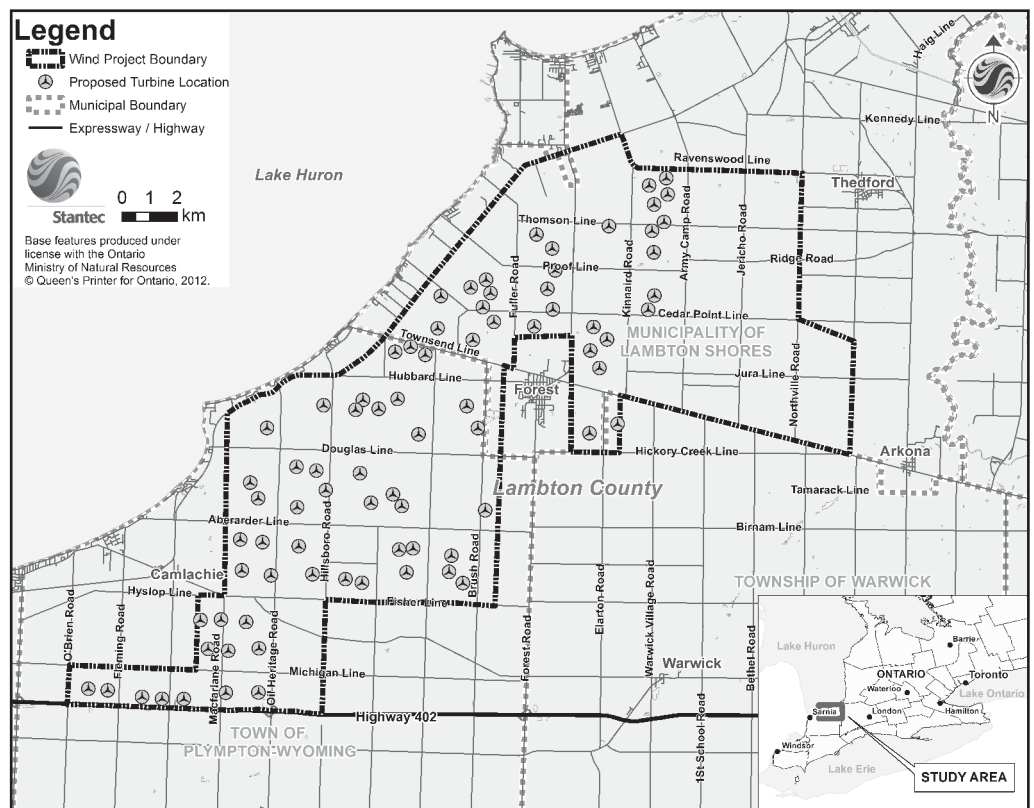 Legend
Wind Project Boundary
Proposed Turbine Location
Municipal Boundary
Expressway / Highway
Stantec
0 1 2
km
Base features produced under
license with the Ontario
Ministry of Natural Resources
© Queen's Printer for Ontario, 2012.
N
Haig Line
Kennedy Line
Lake Huron
Ravenswood Line
Thedford
Thomson Line
Army Camp Road
Jericho Road
Kinnaird Road
Fuller Road
Proof Line
Ridge Road
Cedar Point Line
MUNICIPALITY OF
LAMBTON SHORES
Townsend Line
Hubbard Line
Jura Line
Northville Road
Forest
Douglas Line
Hickory Creek Line
Arkona
Lambton County
Tamarack Line
Aberarder Line
Birnam Line
Hillsboro Road
Brush Road
Camlachie
Hyslop Line
Fisher Line
TOWNSHIP OF WARWICK
O'Brien Road
Fleming Road
Macfarlane Road
Oil Heritage Road
Michigan Line
Forest Road
Elarton Road
Warwick Village Road
Warwick
Bethel Road
1St School Road
Highway 402
TOWN OF
PLYMPTON-WYOMING
Lake Huron
Barrie
ONTARIO
Toronto
Waterloo
Lake Ontario
Hamilton
Sarnia
London
Windsor
Lake Erie
STUDY AREA